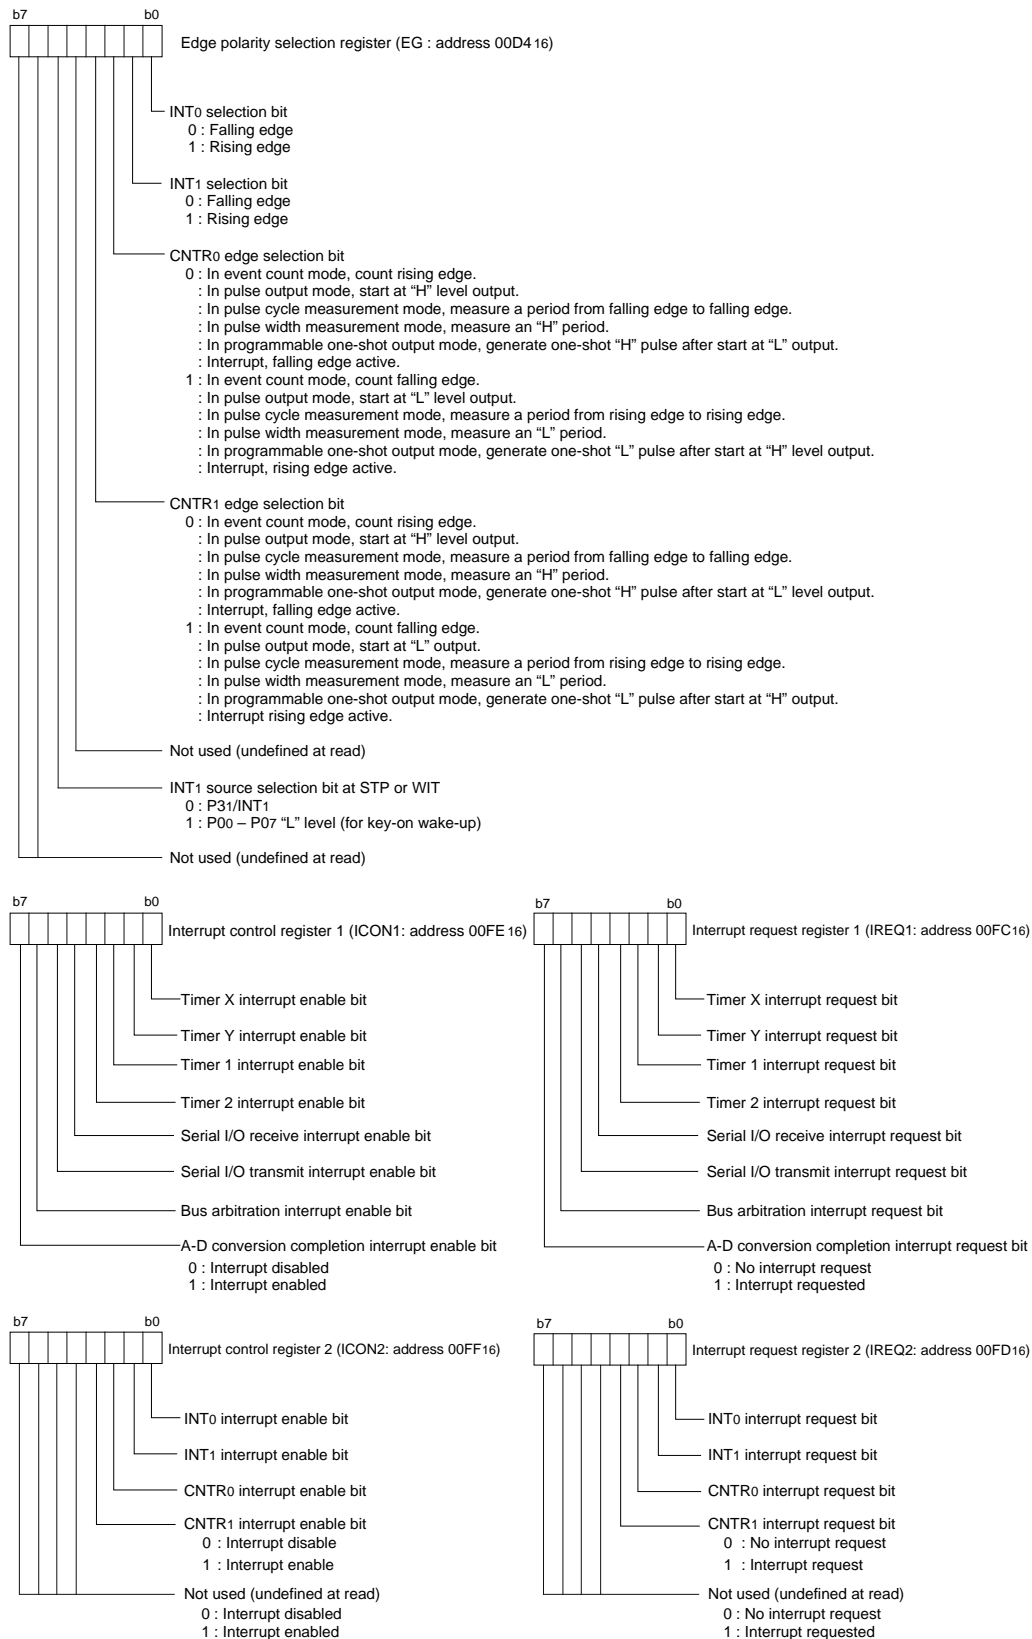 b7 b0
Edge polarity selection register (EG : address 00D416)
INT0 selection bit
0 : Falling edge
1 : Rising edge
INT1 selection bit
0 : Falling edge
1 : Rising edge
CNTR0 edge selection bit
0 : In event count mode, count rising edge.
: In pulse output mode, start at “H” level output.
: In pulse cycle measurement mode, measure a period from falling edge to falling edge.
: In pulse width measurement mode, measure an “H” period.
: In programmable one-shot output mode, generate one-shot “H” pulse after start at “L” output.
: Interrupt, falling edge active.
1 : In event count mode, count falling edge.
: In pulse output mode, start at “L” level output.
: In pulse cycle measurement mode, measure a period from rising edge to rising edge.
: In pulse width measurement mode, measure an “L” period.
: In programmable one-shot output mode, generate one-shot “L” pulse after start at “H” level output.
: Interrupt, rising edge active.
CNTR1 edge selection bit
0 : In event count mode, count rising edge.
: In pulse output mode, start at “H” level output.
: In pulse cycle measurement mode, measure a period from falling edge to falling edge.
: In pulse width measurement mode, measure an “H” period.
: In programmable one-shot output mode, generate one-shot “H” pulse after start at “L” level output.
: Interrupt, falling edge active.
1 : In event count mode, count falling edge.
: In pulse output mode, start at “L” output.
: In pulse cycle measurement mode, measure a period from rising edge to rising edge.
: In pulse width measurement mode, measure an “L” period.
: In programmable one-shot output mode, generate one-shot “L” pulse after start at “H” output.
: Interrupt rising edge active.
Not used (undefined at read)
INT1 source selection bit at STP or WIT
0 : P31/INT1
1 : P00 – P07 “L” level (for key-on wake-up)
Not used (undefined at read)
b7 b0
Interrupt control register 1 (ICON1: address 00FE16)
Timer X interrupt enable bit
Timer Y interrupt enable bit
Timer 1 interrupt enable bit
Timer 2 interrupt enable bit
Serial I/O receive interrupt enable bit
Serial I/O transmit interrupt enable bit
Bus arbitration interrupt enable bit
A-D conversion completion interrupt enable bit
0 : Interrupt disabled
1 : Interrupt enabled
b7 b0
Interrupt request register 1 (IREQ1: address 00FC16)
Timer X interrupt request bit
Timer Y interrupt request bit
Timer 1 interrupt request bit
Timer 2 interrupt request bit
Serial I/O receive interrupt request bit
Serial I/O transmit interrupt request bit
Bus arbitration interrupt request bit
A-D conversion completion interrupt request bit
0 : No interrupt request
1 : Interrupt requested
b7 b0
Interrupt control register 2 (ICON2: address 00FF16)
INT0 interrupt enable bit
INT1 interrupt enable bit
CNTR0 interrupt enable bit
CNTR1 interrupt enable bit
0 : Interrupt disable
1 : Interrupt enable
Not used (undefined at read)
0 : Interrupt disabled
1 : Interrupt enabled
b7 b0
Interrupt request register 2 (IREQ2: address 00FD16)
INT0 interrupt request bit
INT1 interrupt request bit
CNTR0 interrupt request bit
CNTR1 interrupt request bit
0 : No interrupt request
1 : Interrupt request
Not used (undefined at read)
0 : No interrupt request
1 : Interrupt requested